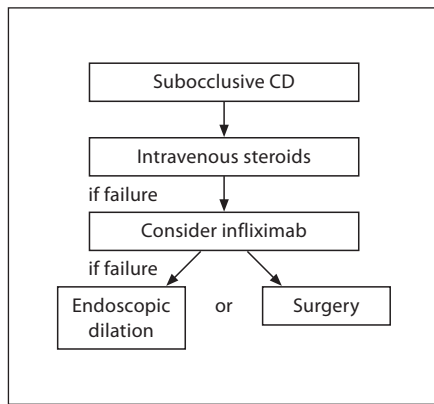 Subocclusive CD
Intravenous steroids
if failure
Consider infliximab
if failure
Endoscopic
dilation
or
Surgery